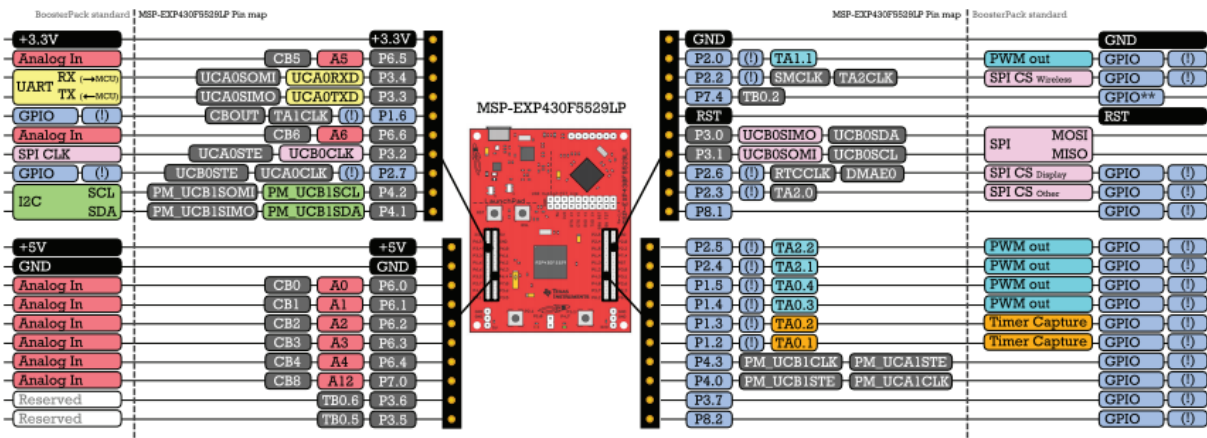 BoosterPack standard MSP-EXP430F5529LP Pin map
+3.3V +3.3V
Analog In CB5 A5 P6.5
UART RX (→MCU) UCA0SOMI UCA0RXD P3.4
TX (←MCU) UCA0SIMO UCA0TXD P3.3
GPIO (!) CBOUT TA1CLK (!) P1.6
Analog In CB6 A6 P6.6
SPI CLK UCA0STE UCB0CLK P3.2
GPIO (!) UCB0STE UCA0CLK (!) P2.7
I2C SCL PM_UCB1SOMI PM_UCB1SCL P4.2
SDA PM_UCB1SIMO PM_UCB1SDA P4.1
+5V +5V
GND GND
Analog In CB0 A0 P6.0
Analog In CB1 A1 P6.1
Analog In CB2 A2 P6.2
Analog In CB3 A3 P6.3
Analog In CB4 A4 P6.4
Analog In CB8 A12 P7.0
Reserved TB0.6 P3.6
Reserved TB0.5 P3.5
MSP-EXP430F5529LP
LaunchPad
Texas Instruments
MSP-EXP430F5529LP Pin map BoosterPack standard
GND GND
P2.0 (!) TA1.1 PWM out GPIO (!)
P2.2 (!) SMCLK TA2CLK SPI CS Wireless GPIO (!)
P7.4 TB0.2 GPIO**
RST RST
P3.0 UCB0SIMO UCB0SDA SPI MOSI
P3.1 UCB0SOMI UCB0SCL MISO
P2.6 (!) RTCCLK DMAE0 SPI CS Display GPIO (!)
P2.3 (!) TA2.0 SPI CS Other GPIO (!)
P8.1 GPIO (!)
P2.5 (!) TA2.2 PWM out GPIO (!)
P2.4 (!) TA2.1 PWM out GPIO (!)
P1.5 (!) TA0.4 PWM out GPIO (!)
P1.4 (!) TA0.3 PWM out GPIO (!)
P1.3 (!) TA0.2 Timer Capture GPIO (!)
P1.2 (!) TA0.1 Timer Capture GPIO (!)
P4.3 PM_UCB1CLK PM_UCA1STE GPIO (!)
P4.0 PM_UCB1STE PM_UCA1CLK GPIO (!)
P3.7 GPIO (!)
P8.2 GPIO (!)